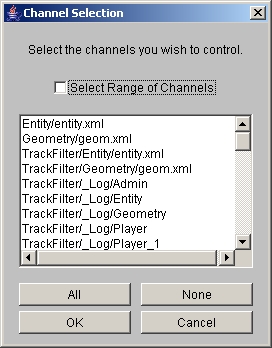 Channel Selection
Select the channels you wish to control.
Select Range of Channels
Entity/entity.xml
Geometry/geom.xml
TrackFilter/Entity/entity.xml
TrackFilter/Geometry/geom.xml
TrackFilter/_Log/Admin
TrackFilter/_Log/Entity
TrackFilter/_Log/Geometry
TrackFilter/_Log/Player
TrackFilter/_Log/Player_1
All
None
OK
Cancel